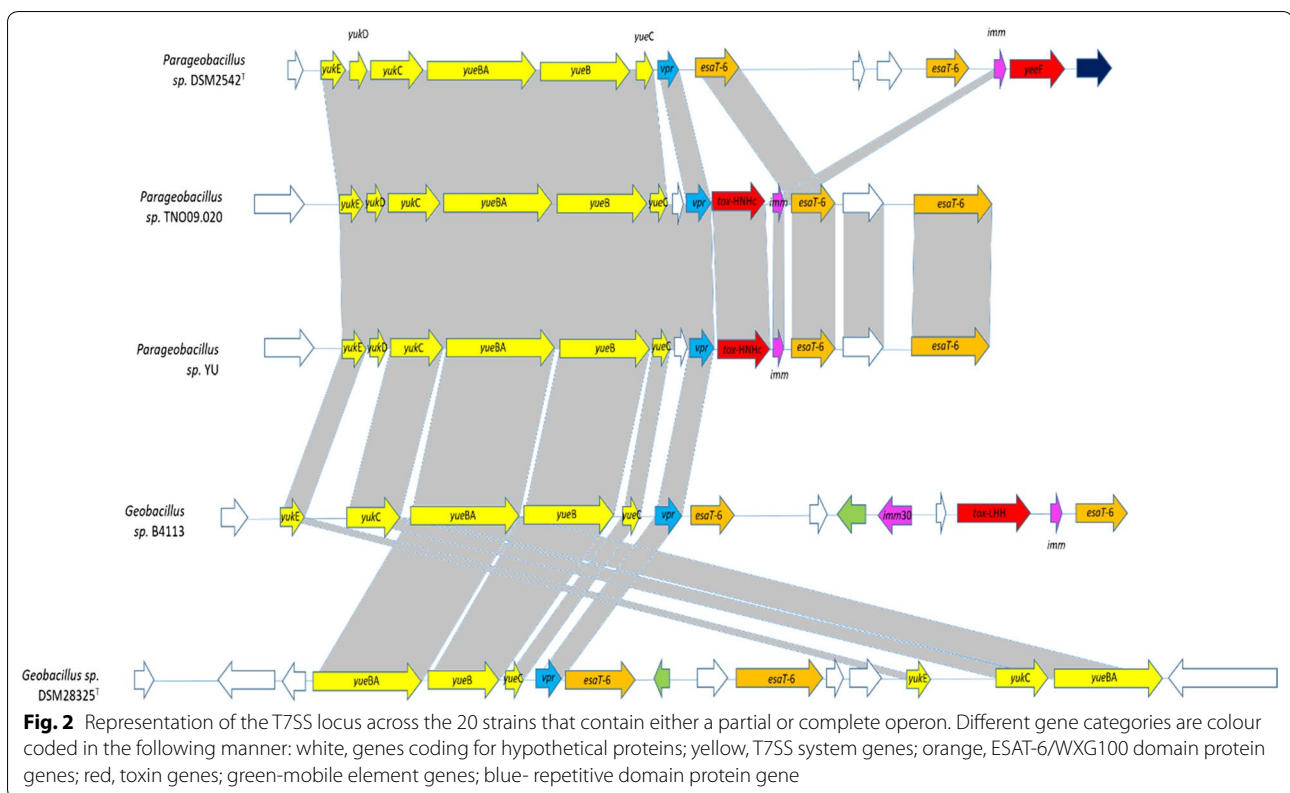 yukD yueC imm
Parageobacillus
sp. DSM2542ᵀ
yukE yukC yueBA yueB vpr esaT-6 esaT-6 yeeF
Parageobacillus
sp. TNO09.020
yukE yukD yukC yueBA yueB yueC vpr tox-HNHc imm esaT-6 esaT-6
Parageobacillus
sp. YU
yukE yukD yukC yueBA yueB yueC vpr tox-HNHc esaT-6 esaT-6
imm
Geobacillus
sp. B4113
yukE yukC yueBA yueB yueC vpr esaT-6 imm30 tox-LHH esaT-6
imm
Geobacillus sp.
DSM28325ᵀ
yueBA yueB yueC vpr esaT-6 esaT-6 yukE yukC yueBA
Fig. 2 Representation of the T7SS locus across the 20 strains that contain either a partial or complete operon. Different gene categories are colour
coded in the following manner: white, genes coding for hypothetical proteins; yellow, T7SS system genes; orange, ESAT-6/WXG100 domain protein
genes; red, toxin genes; green-mobile element genes; blue- repetitive domain protein gene